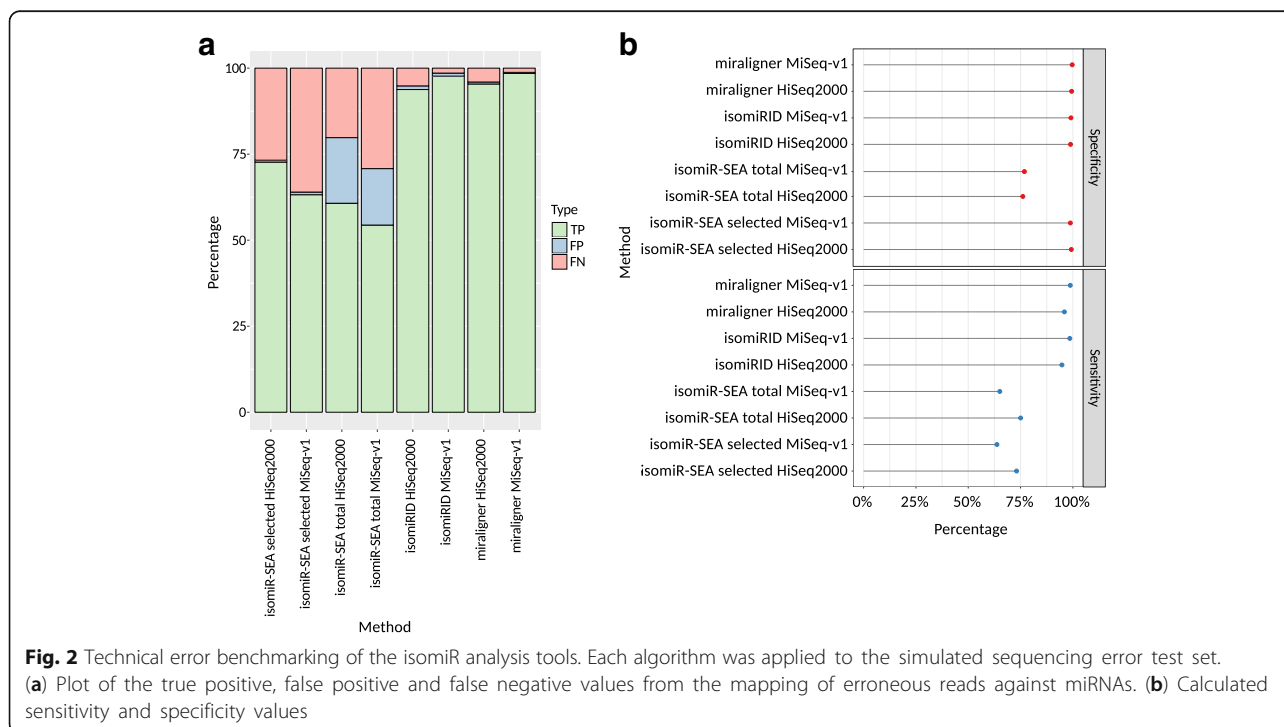 a
100
75
50
25
0
Percentage
isomiR-SEA selected HiSeq2000
isomiR-SEA selected MiSeq-v1
isomiR-SEA total HiSeq2000
isomiR-SEA total MiSeq-v1
isomiRID HiSeq2000
isomiRID MiSeq-v1
miraligner HiSeq2000
miraligner MiSeq-v1
Method
Type
TP
FP
FN
b
Method
miraligner MiSeq-v1
miraligner HiSeq2000
isomiRID MiSeq-v1
isomiRID HiSeq2000
isomiR-SEA total MiSeq-v1
isomiR-SEA total HiSeq2000
isomiR-SEA selected MiSeq-v1
isomiR-SEA selected HiSeq2000
Specificity
miraligner MiSeq-v1
miraligner HiSeq2000
isomiRID MiSeq-v1
isomiRID HiSeq2000
isomiR-SEA total MiSeq-v1
isomiR-SEA total HiSeq2000
isomiR-SEA selected MiSeq-v1
isomiR-SEA selected HiSeq2000
Sensitivity
0% 25% 50% 75% 100%
Percentage
Fig. 2 Technical error benchmarking of the isomiR analysis tools. Each algorithm was applied to the simulated sequencing error test set.
(a) Plot of the true positive, false positive and false negative values from the mapping of erroneous reads against miRNAs. (b) Calculated
sensitivity and specificity values